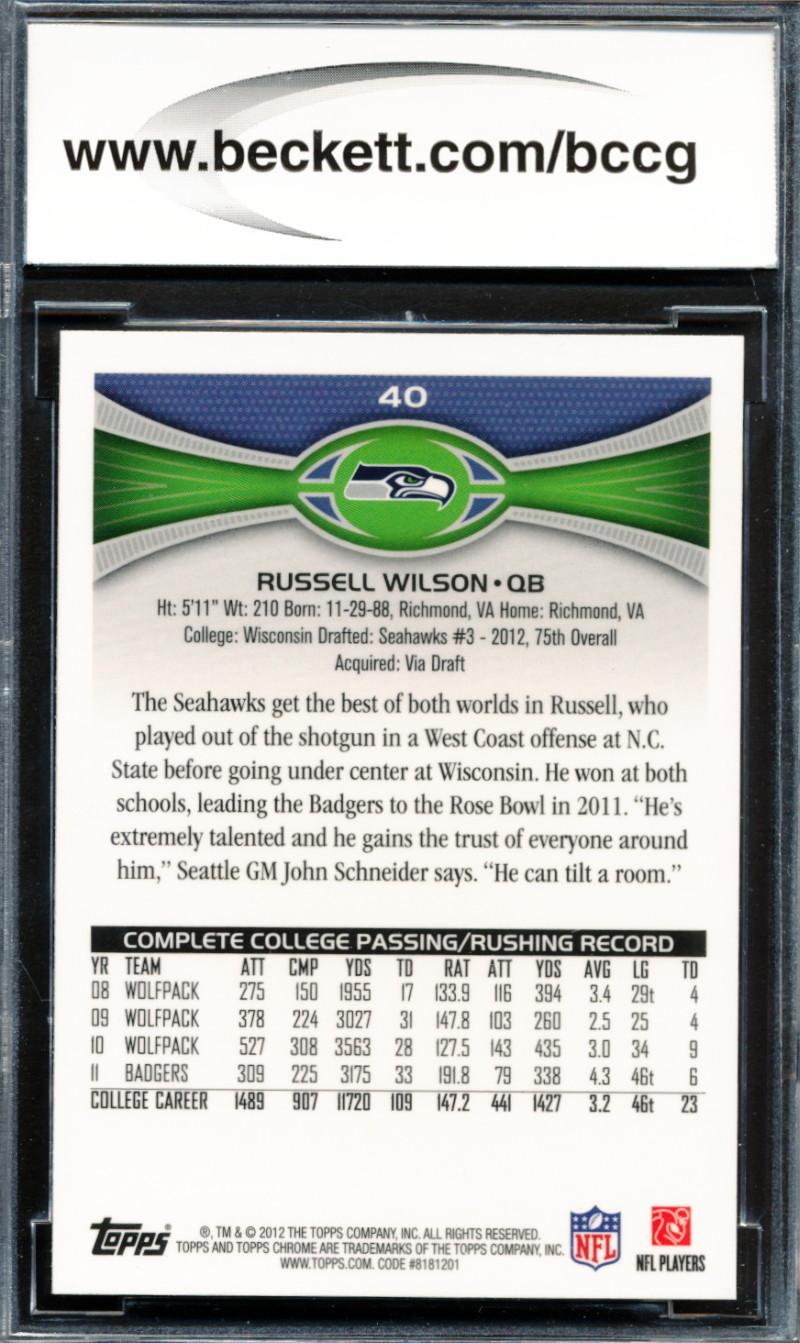 www.beckett.com/bccg
40
RUSSELL WILSON • QB
Ht: 5'11" Wt: 210 Born: 11-29-88, Richmond, VA Home: Richmond, VA
College: Wisconsin Drafted: Seahawks #3 - 2012, 75th Overall
Acquired: Via Draft
The Seahawks get the best of both worlds in Russell, who
played out of the shotgun in a West Coast offense at N.C.
State before going under center at Wisconsin. He won at both
schools, leading the Badgers to the Rose Bowl in 2011. “He’s
extremely talented and he gains the trust of everyone around
him,” Seattle GM John Schneider says. “He can tilt a room.”
COMPLETE COLLEGE PASSING/RUSHING RECORD
YR TEAM ATT CMP YDS TD RAT ATT YDS AVG LG TD
08 WOLFPACK 275 150 1955 17 133.9 116 394 3.4 29t 4
09 WOLFPACK 378 224 3027 31 147.8 103 260 2.5 25 4
10 WOLFPACK 527 308 3563 28 127.5 143 435 3.0 34 9
11 BADGERS 309 225 3175 33 191.8 79 338 4.3 46t 6
COLLEGE CAREER 1489 907 11720 109 147.2 441 1427 3.2 46t 23
Topps®
®, TM & © 2012 THE TOPPS COMPANY, INC. ALL RIGHTS RESERVED.
TOPPS AND TOPPS CHROME ARE TRADEMARKS OF THE TOPPS COMPANY, INC.
WWW.TOPPS.COM. CODE #8181201
NFL
NFL PLAYERS